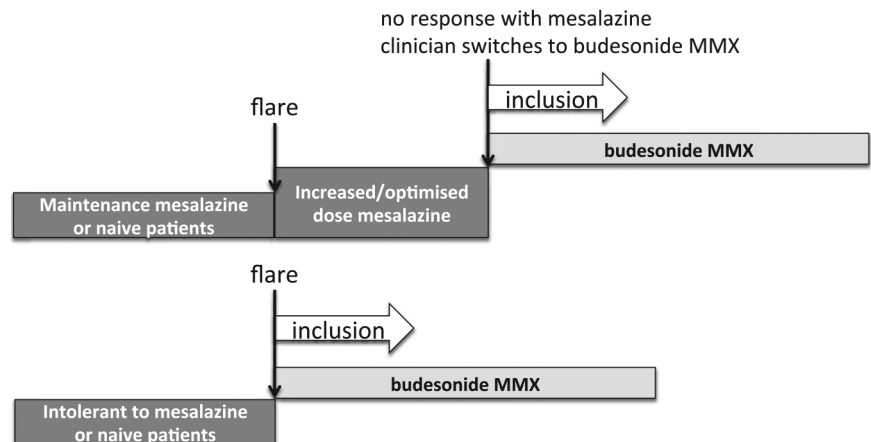 no response with mesalazine
clinician switches to budesonide MMX
inclusion
flare
budesonide MMX
Increased/optimised
dose mesalazine
Maintenance mesalazine
or naive patients
flare
inclusion
budesonide MMX
Intolerant to mesalazine
or naive patients